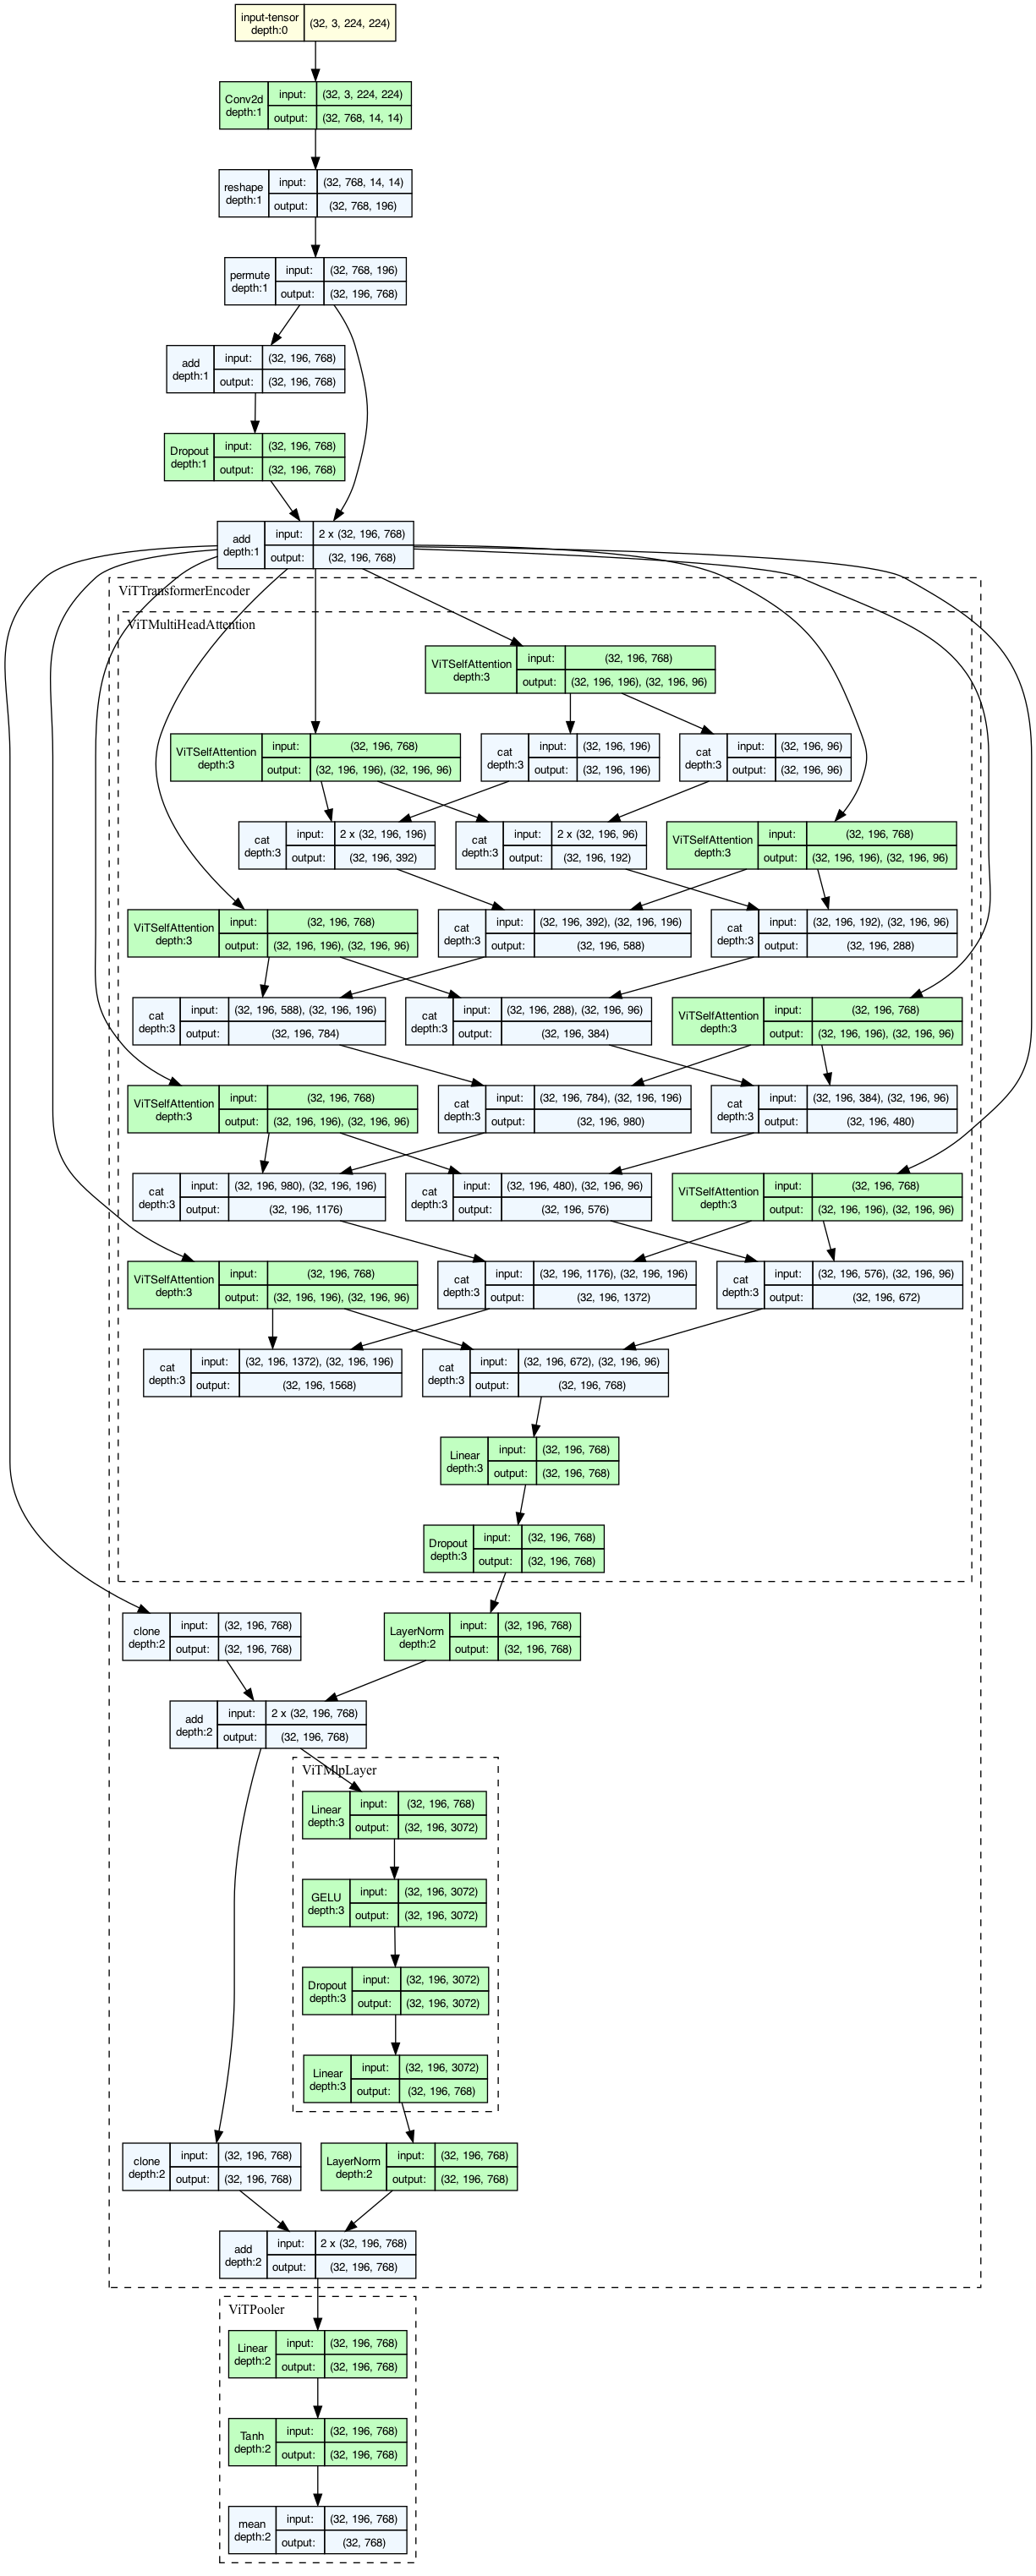 input-tensor
depth:0
(32, 3, 224, 224)
Conv2d
depth:1
input:
(32, 3, 224, 224)
output:
(32, 768, 14, 14)
reshape
depth:1
input:
(32, 768, 14, 14)
output:
(32, 768, 196)
permute
depth:1
input:
(32, 768, 196)
output:
(32, 196, 768)
add
depth:1
input:
(32, 196, 768)
output:
(32, 196, 768)
Dropout
depth:1
input:
(32, 196, 768)
output:
(32, 196, 768)
add
depth:1
input:
2 x (32, 196, 768)
output:
(32, 196, 768)
ViTTransformerEncoder
ViTMultiHeadAttention
ViTSelfAttention
depth:3
input:
(32, 196, 768)
output:
(32, 196, 196), (32, 196, 96)
ViTSelfAttention
depth:3
input:
(32, 196, 768)
output:
(32, 196, 196), (32, 196, 96)
cat
depth:3
input:
(32, 196, 196)
output:
(32, 196, 196)
cat
depth:3
input:
(32, 196, 96)
output:
(32, 196, 96)
cat
depth:3
input:
2 x (32, 196, 196)
output:
(32, 196, 392)
cat
depth:3
input:
2 x (32, 196, 96)
output:
(32, 196, 192)
ViTSelfAttention
depth:3
input:
(32, 196, 768)
output:
(32, 196, 196), (32, 196, 96)
ViTSelfAttention
depth:3
input:
(32, 196, 768)
output:
(32, 196, 196), (32, 196, 96)
cat
depth:3
input:
(32, 196, 392), (32, 196, 196)
output:
(32, 196, 588)
cat
depth:3
input:
(32, 196, 192), (32, 196, 96)
output:
(32, 196, 288)
cat
depth:3
input:
(32, 196, 588), (32, 196, 196)
output:
(32, 196, 784)
cat
depth:3
input:
(32, 196, 288), (32, 196, 96)
output:
(32, 196, 384)
ViTSelfAttention
depth:3
input:
(32, 196, 768)
output:
(32, 196, 196), (32, 196, 96)
ViTSelfAttention
depth:3
input:
(32, 196, 768)
output:
(32, 196, 196), (32, 196, 96)
cat
depth:3
input:
(32, 196, 784), (32, 196, 196)
output:
(32, 196, 980)
cat
depth:3
input:
(32, 196, 384), (32, 196, 96)
output:
(32, 196, 480)
cat
depth:3
input:
(32, 196, 980), (32, 196, 196)
output:
(32, 196, 1176)
cat
depth:3
input:
(32, 196, 480), (32, 196, 96)
output:
(32, 196, 576)
ViTSelfAttention
depth:3
input:
(32, 196, 768)
output:
(32, 196, 196), (32, 196, 96)
ViTSelfAttention
depth:3
input:
(32, 196, 768)
output:
(32, 196, 196), (32, 196, 96)
cat
depth:3
input:
(32, 196, 1176), (32, 196, 196)
output:
(32, 196, 1372)
cat
depth:3
input:
(32, 196, 576), (32, 196, 96)
output:
(32, 196, 672)
cat
depth:3
input:
(32, 196, 1372), (32, 196, 196)
output:
(32, 196, 1568)
cat
depth:3
input:
(32, 196, 672), (32, 196, 96)
output:
(32, 196, 768)
Linear
depth:3
input:
(32, 196, 768)
output:
(32, 196, 768)
Dropout
depth:3
input:
(32, 196, 768)
output:
(32, 196, 768)
clone
depth:2
input:
(32, 196, 768)
output:
(32, 196, 768)
LayerNorm
depth:2
input:
(32, 196, 768)
output:
(32, 196, 768)
add
depth:2
input:
2 x (32, 196, 768)
output:
(32, 196, 768)
ViTMlpLayer
Linear
depth:3
input:
(32, 196, 768)
output:
(32, 196, 3072)
GELU
depth:3
input:
(32, 196, 3072)
output:
(32, 196, 3072)
Dropout
depth:3
input:
(32, 196, 3072)
output:
(32, 196, 3072)
Linear
depth:3
input:
(32, 196, 3072)
output:
(32, 196, 768)
clone
depth:2
input:
(32, 196, 768)
output:
(32, 196, 768)
LayerNorm
depth:2
input:
(32, 196, 768)
output:
(32, 196, 768)
add
depth:2
input:
2 x (32, 196, 768)
output:
(32, 196, 768)
ViTPooler
Linear
depth:2
input:
(32, 196, 768)
output:
(32, 196, 768)
Tanh
depth:2
input:
(32, 196, 768)
output:
(32, 196, 768)
mean
depth:2
input:
(32, 196, 768)
output:
(32, 768)